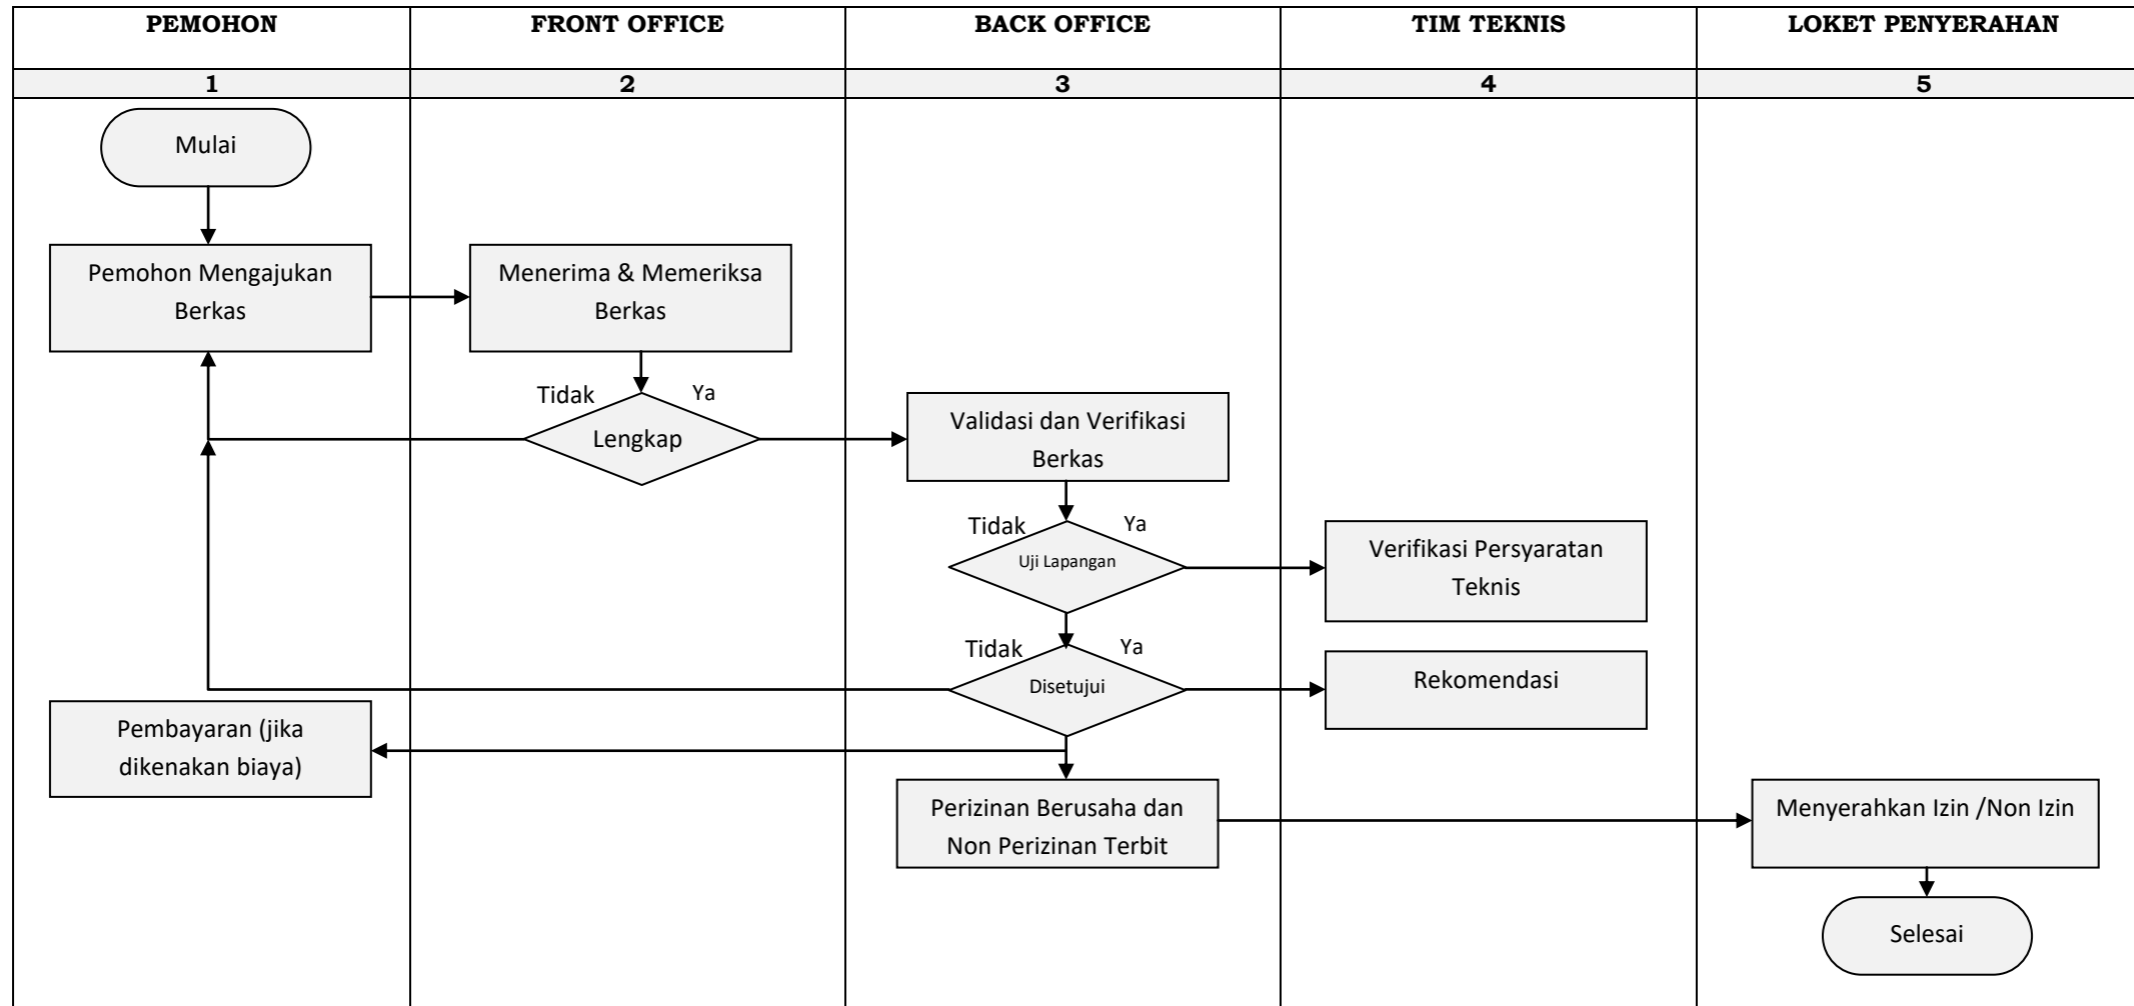 PEMOHON
FRONT OFFICE
BACK OFFICE
TIM TEKNIS
LOKET PENYERAHAN
1
2
3
4
5
Mulai
Pemohon Mengajukan
Berkas
Menerima & Memeriksa
Berkas
Tidak
Ya
Lengkap
Validasi dan Verifikasi
Berkas
Tidak
Ya
Uji Lapangan
Verifikasi Persyaratan
Teknis
Tidak
Ya
Disetujui
Rekomendasi
Pembayaran (jika
dikenakan biaya)
Perizinan Berusaha dan
Non Perizinan Terbit
Menyerahkan Izin /Non Izin
Selesai